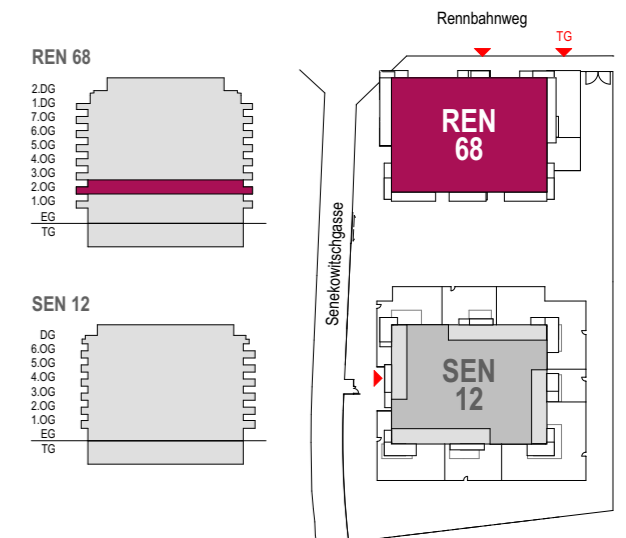 Rennbahnweg
TG
REN 68
2.DG
1.DG
7.OG
6.OG
5.OG
4.OG
3.OG
2.OG
1.OG
EG
TG
REN
68
Senekowitschgasse
SEN 12
DG
6.OG
5.OG
4.OG
3.OG
2.OG
1.OG
EG
TG
SEN
12